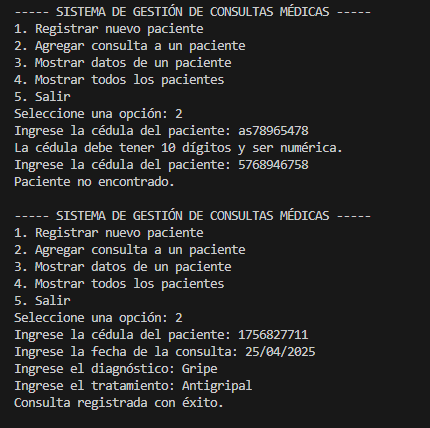 ----- SISTEMA DE GESTIÓN DE CONSULTAS MÉDICAS -----
1. Registrar nuevo paciente
2. Agregar consulta a un paciente
3. Mostrar datos de un paciente
4. Mostrar todos los pacientes
5. Salir
Seleccione una opción: 2
Ingrese la cédula del paciente: as78965478
La cédula debe tener 10 dígitos y ser numérica.
Ingrese la cédula del paciente: 5768946758
Paciente no encontrado.

----- SISTEMA DE GESTIÓN DE CONSULTAS MÉDICAS -----
1. Registrar nuevo paciente
2. Agregar consulta a un paciente
3. Mostrar datos de un paciente
4. Mostrar todos los pacientes
5. Salir
Seleccione una opción: 2
Ingrese la cédula del paciente: 1756827711
Ingrese la fecha de la consulta: 25/04/2025
Ingrese el diagnóstico: Gripe
Ingrese el tratamiento: Antigripal
Consulta registrada con éxito.